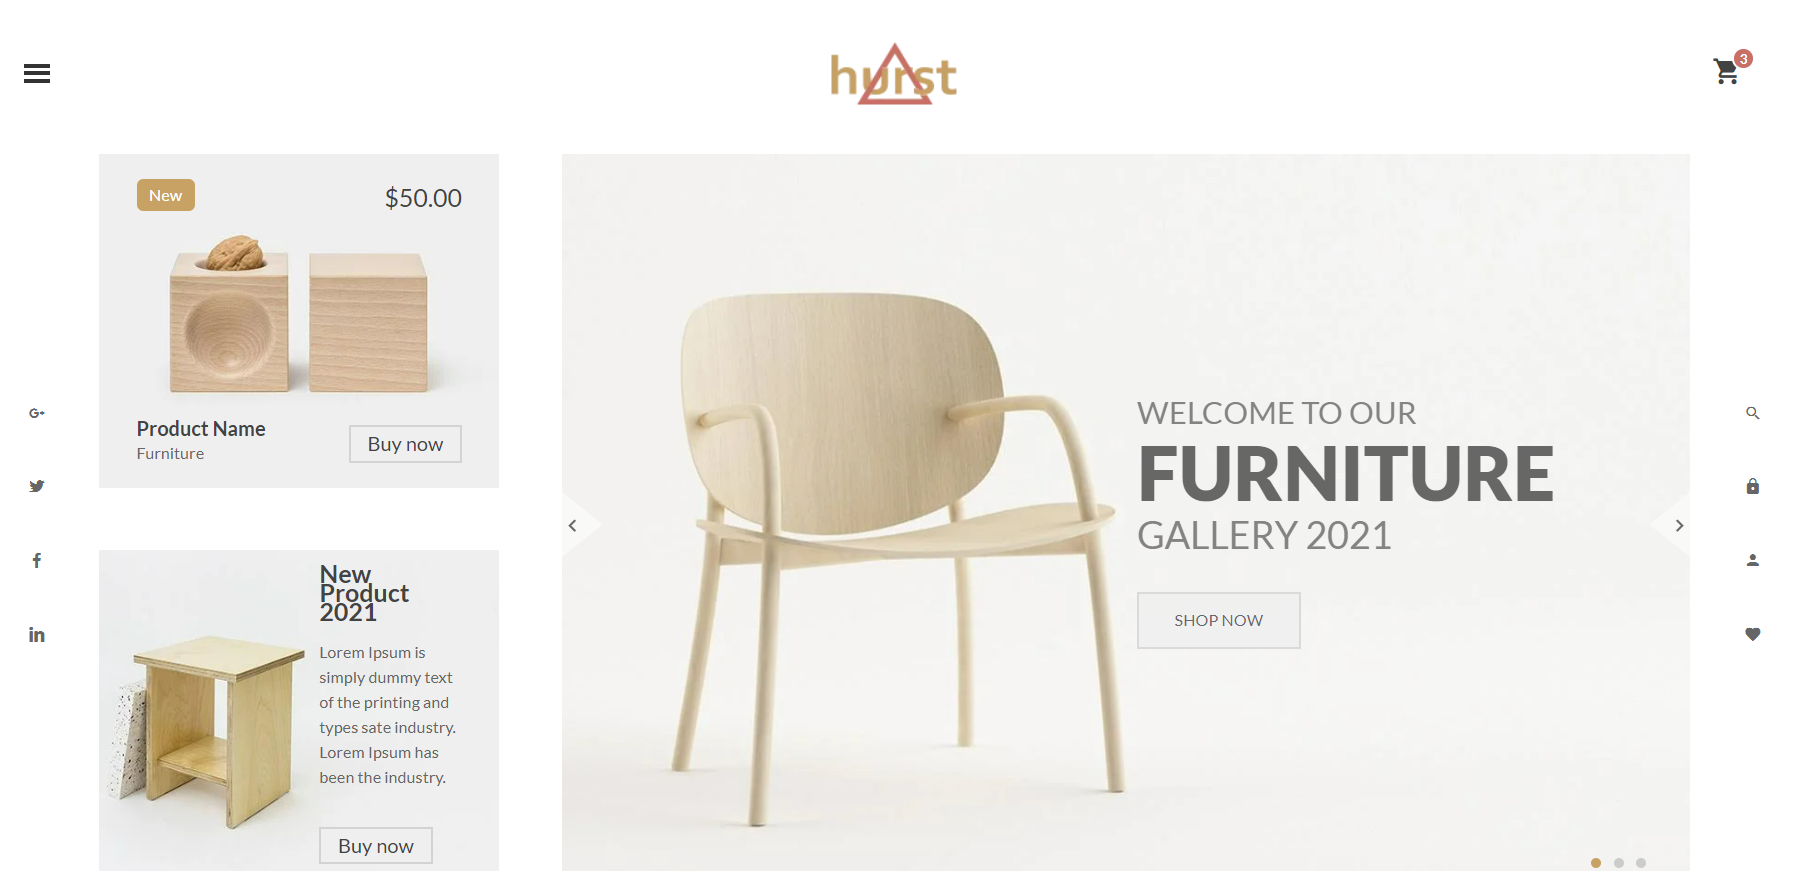 hurst
3
New
$50.00
Product Name
Furniture
Buy now
New
Product
2021
Lorem Ipsum is
simply dummy text
of the printing and
types sate industry.
Lorem Ipsum has
been the industry.
Buy now
WELCOME TO OUR
FURNITURE
GALLERY 2021
SHOP NOW
G+
f
in